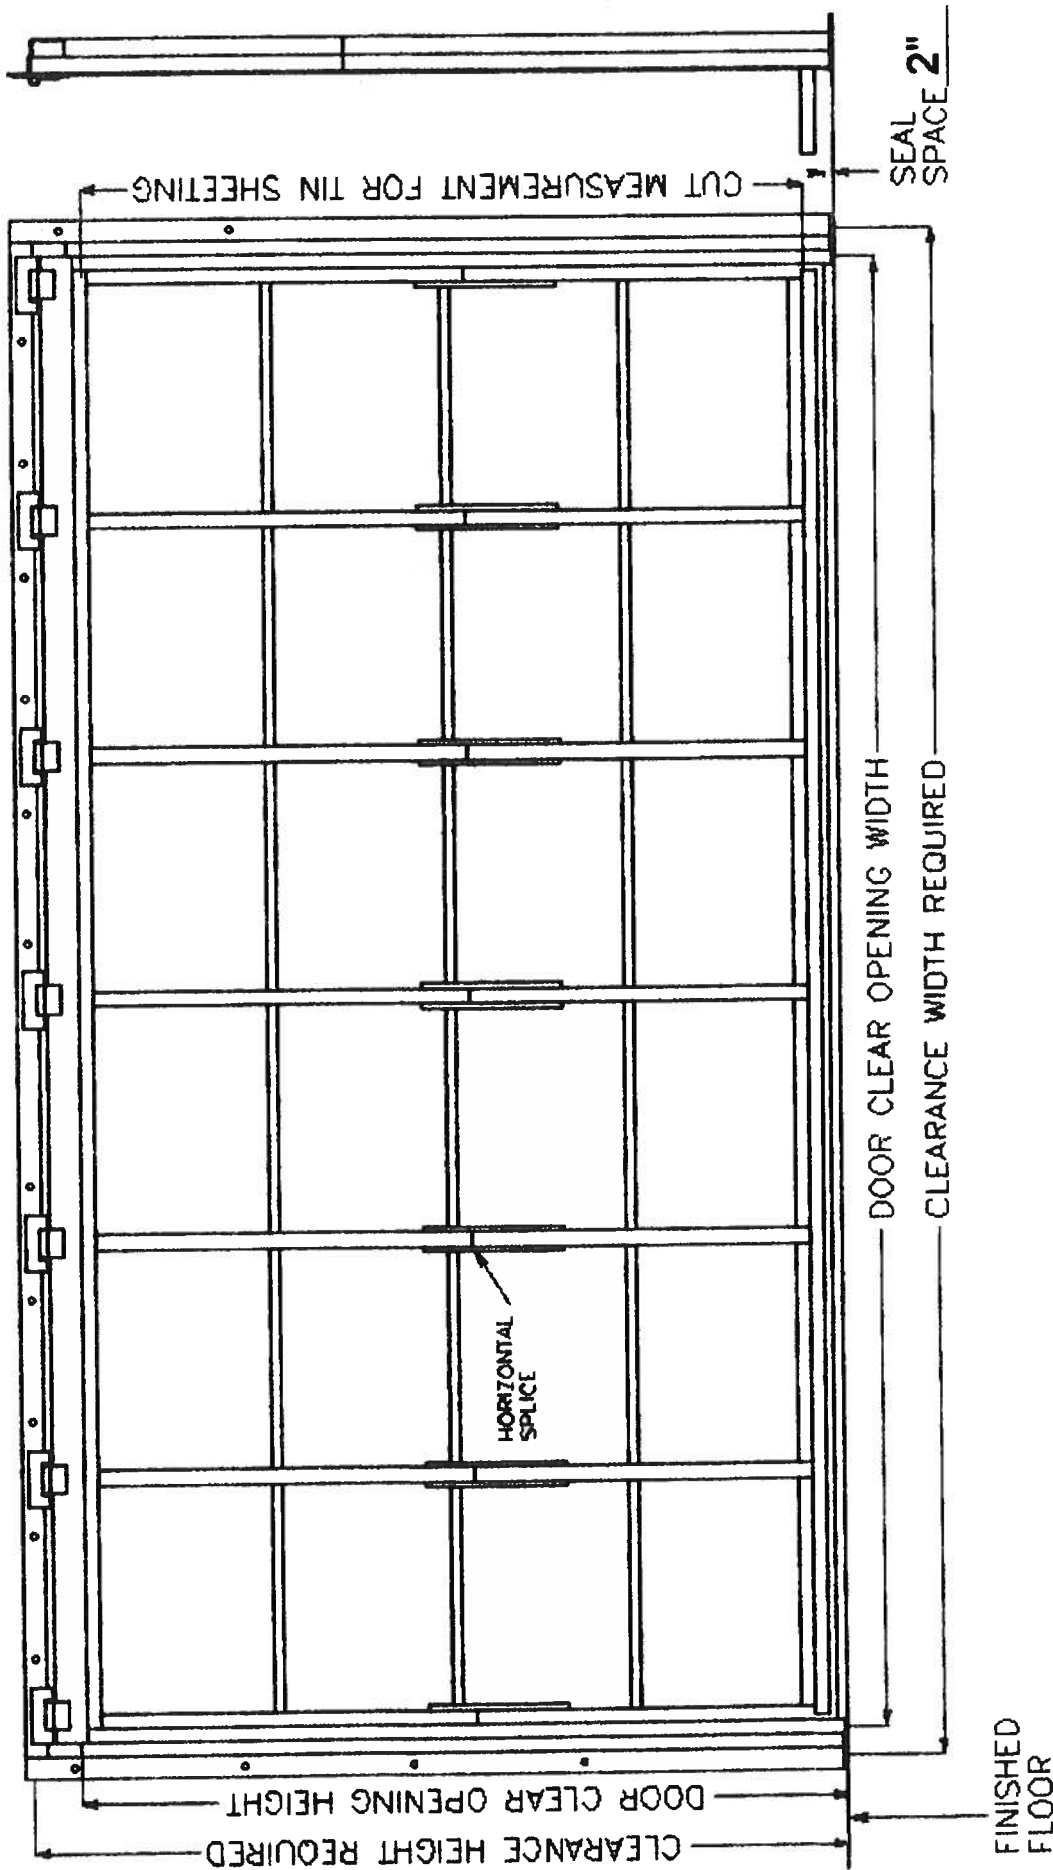 CUT MEASUREMENT FOR TIN SHEETING
SEAL
SPACE 2"
HORIZONTAL
SPLICE
DOOR CLEAR OPENING WIDTH
CLEARANCE WIDTH REQUIRED
DOOR CLEAR OPENING HEIGHT
CLEARANCE HEIGHT REQUIRED
FINISHED
FLOOR